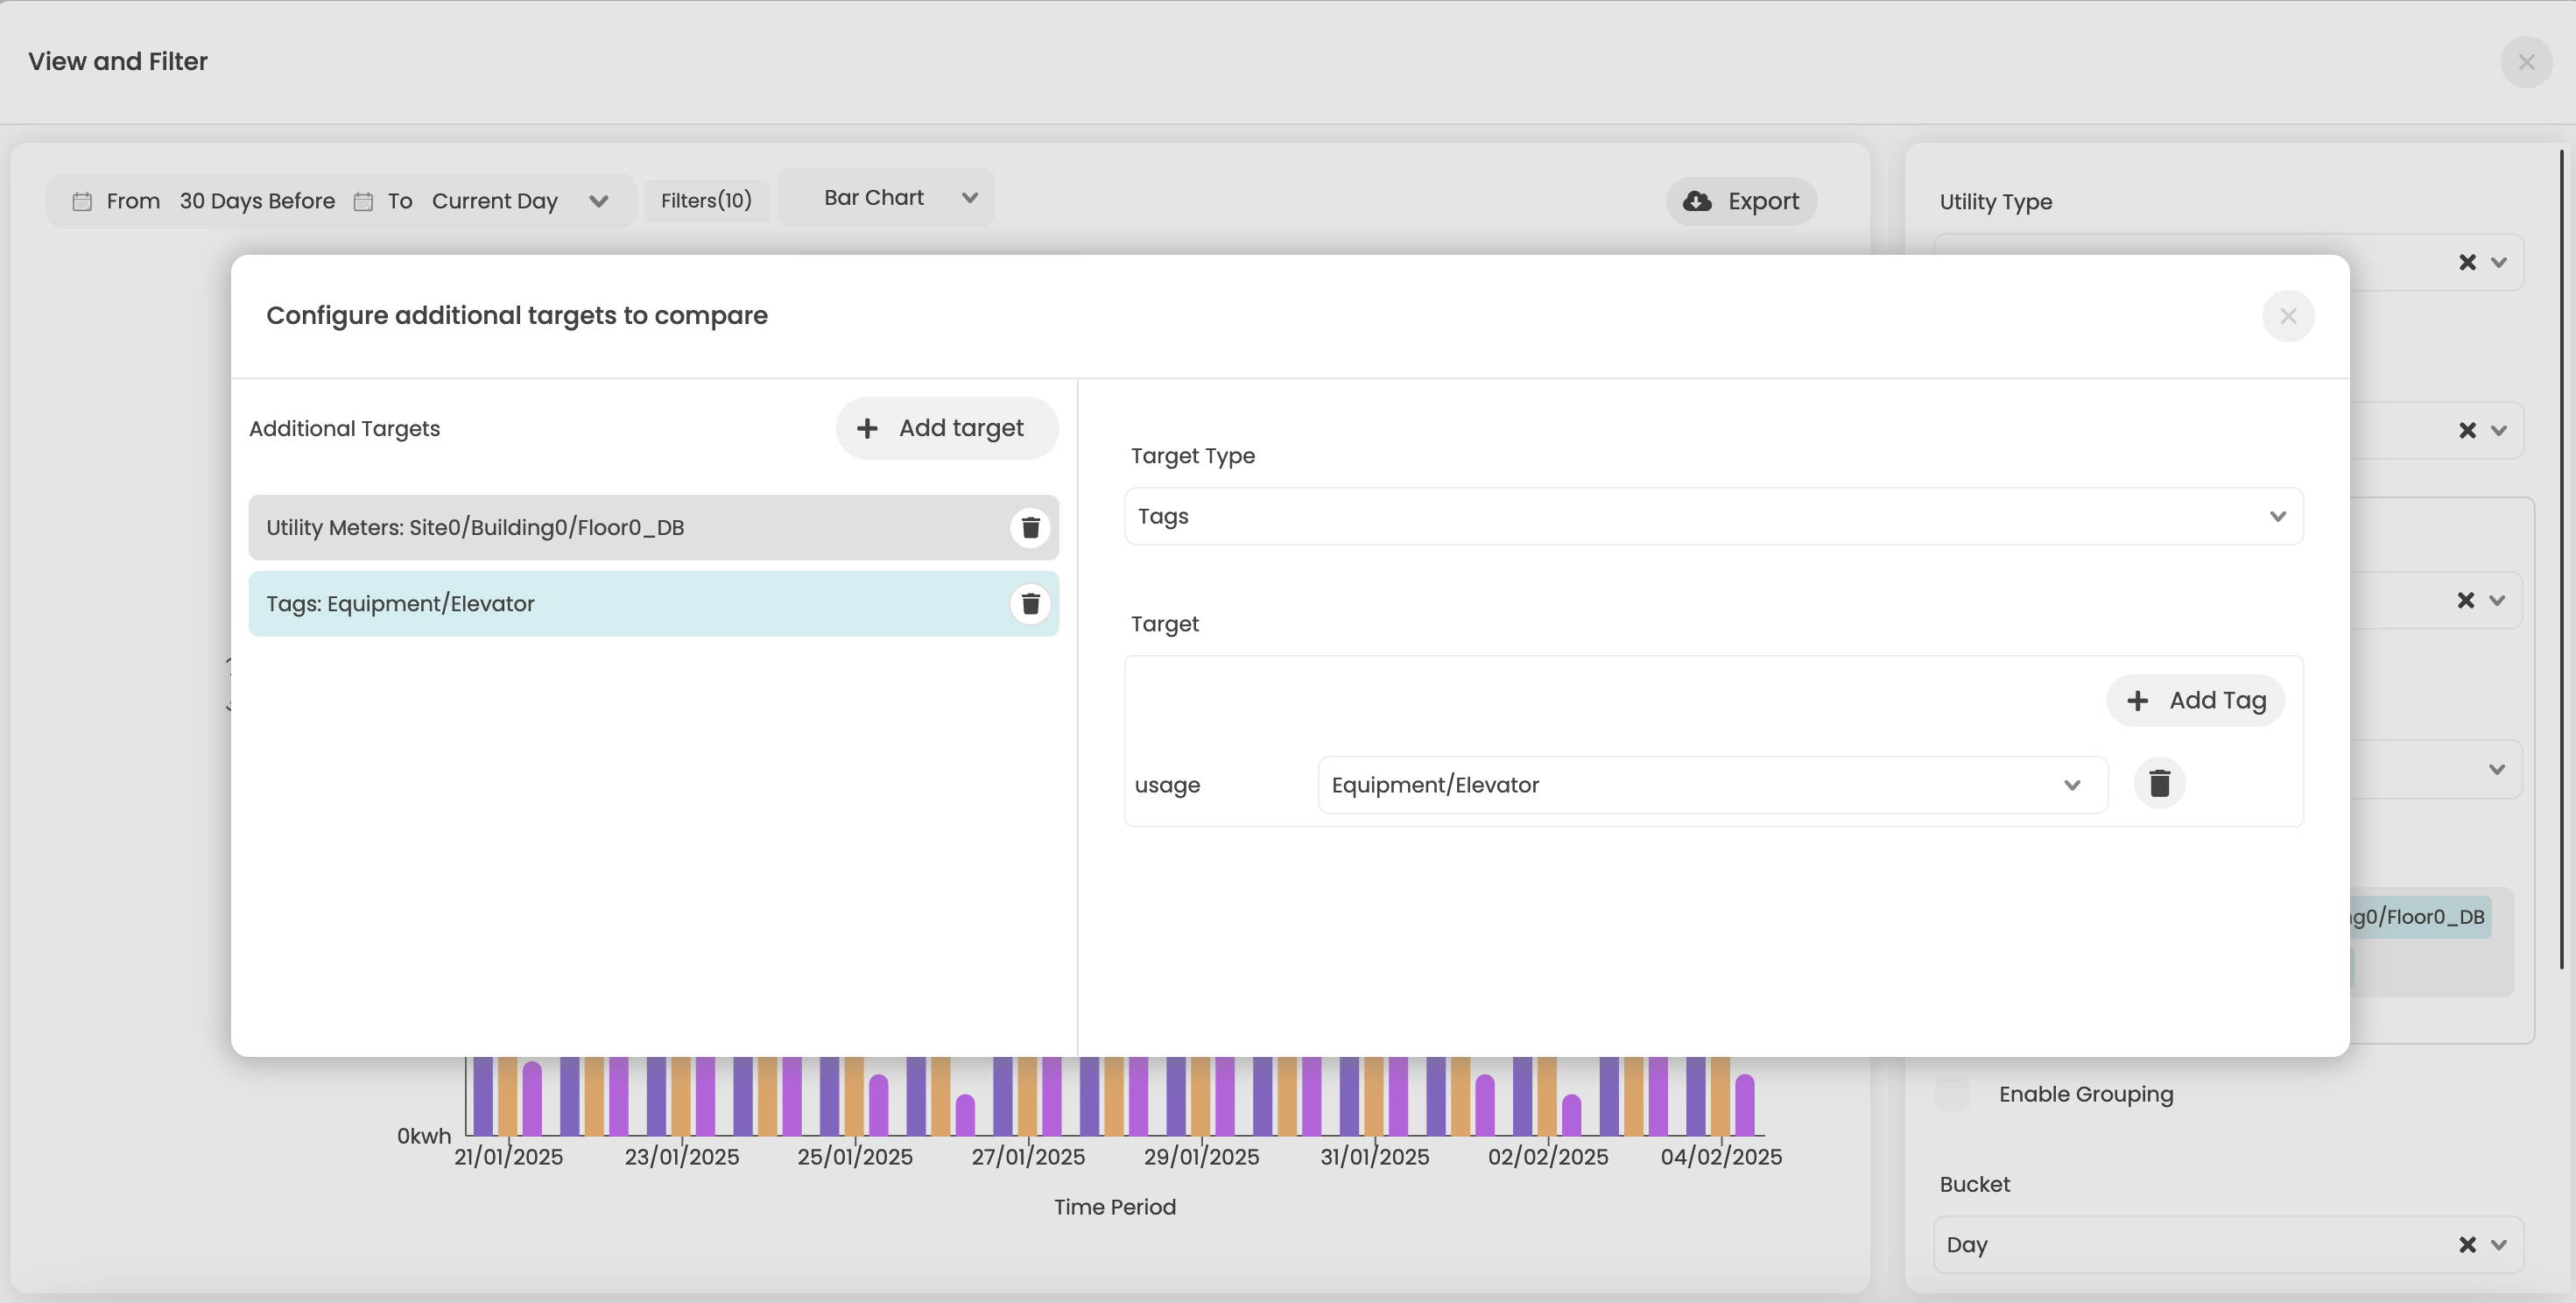 View and Filter
From 30 Days Before To Current Day
Filters(10)
Bar Chart
Export
Utility Type
Configure additional targets to compare
Additional Targets
Add target
Utility Meters: Site0/Building0/Floor0_DB
Tags: Equipment/Elevator
Target Type
Tags
Target
Add Tag
usage
Equipment/Elevator
g0/Floor0_DB
Enable Grouping
0kwh
21/01/2025 23/01/2025 25/01/2025 27/01/2025 29/01/2025 31/01/2025 02/02/2025 04/02/2025
Time Period
Bucket
Day